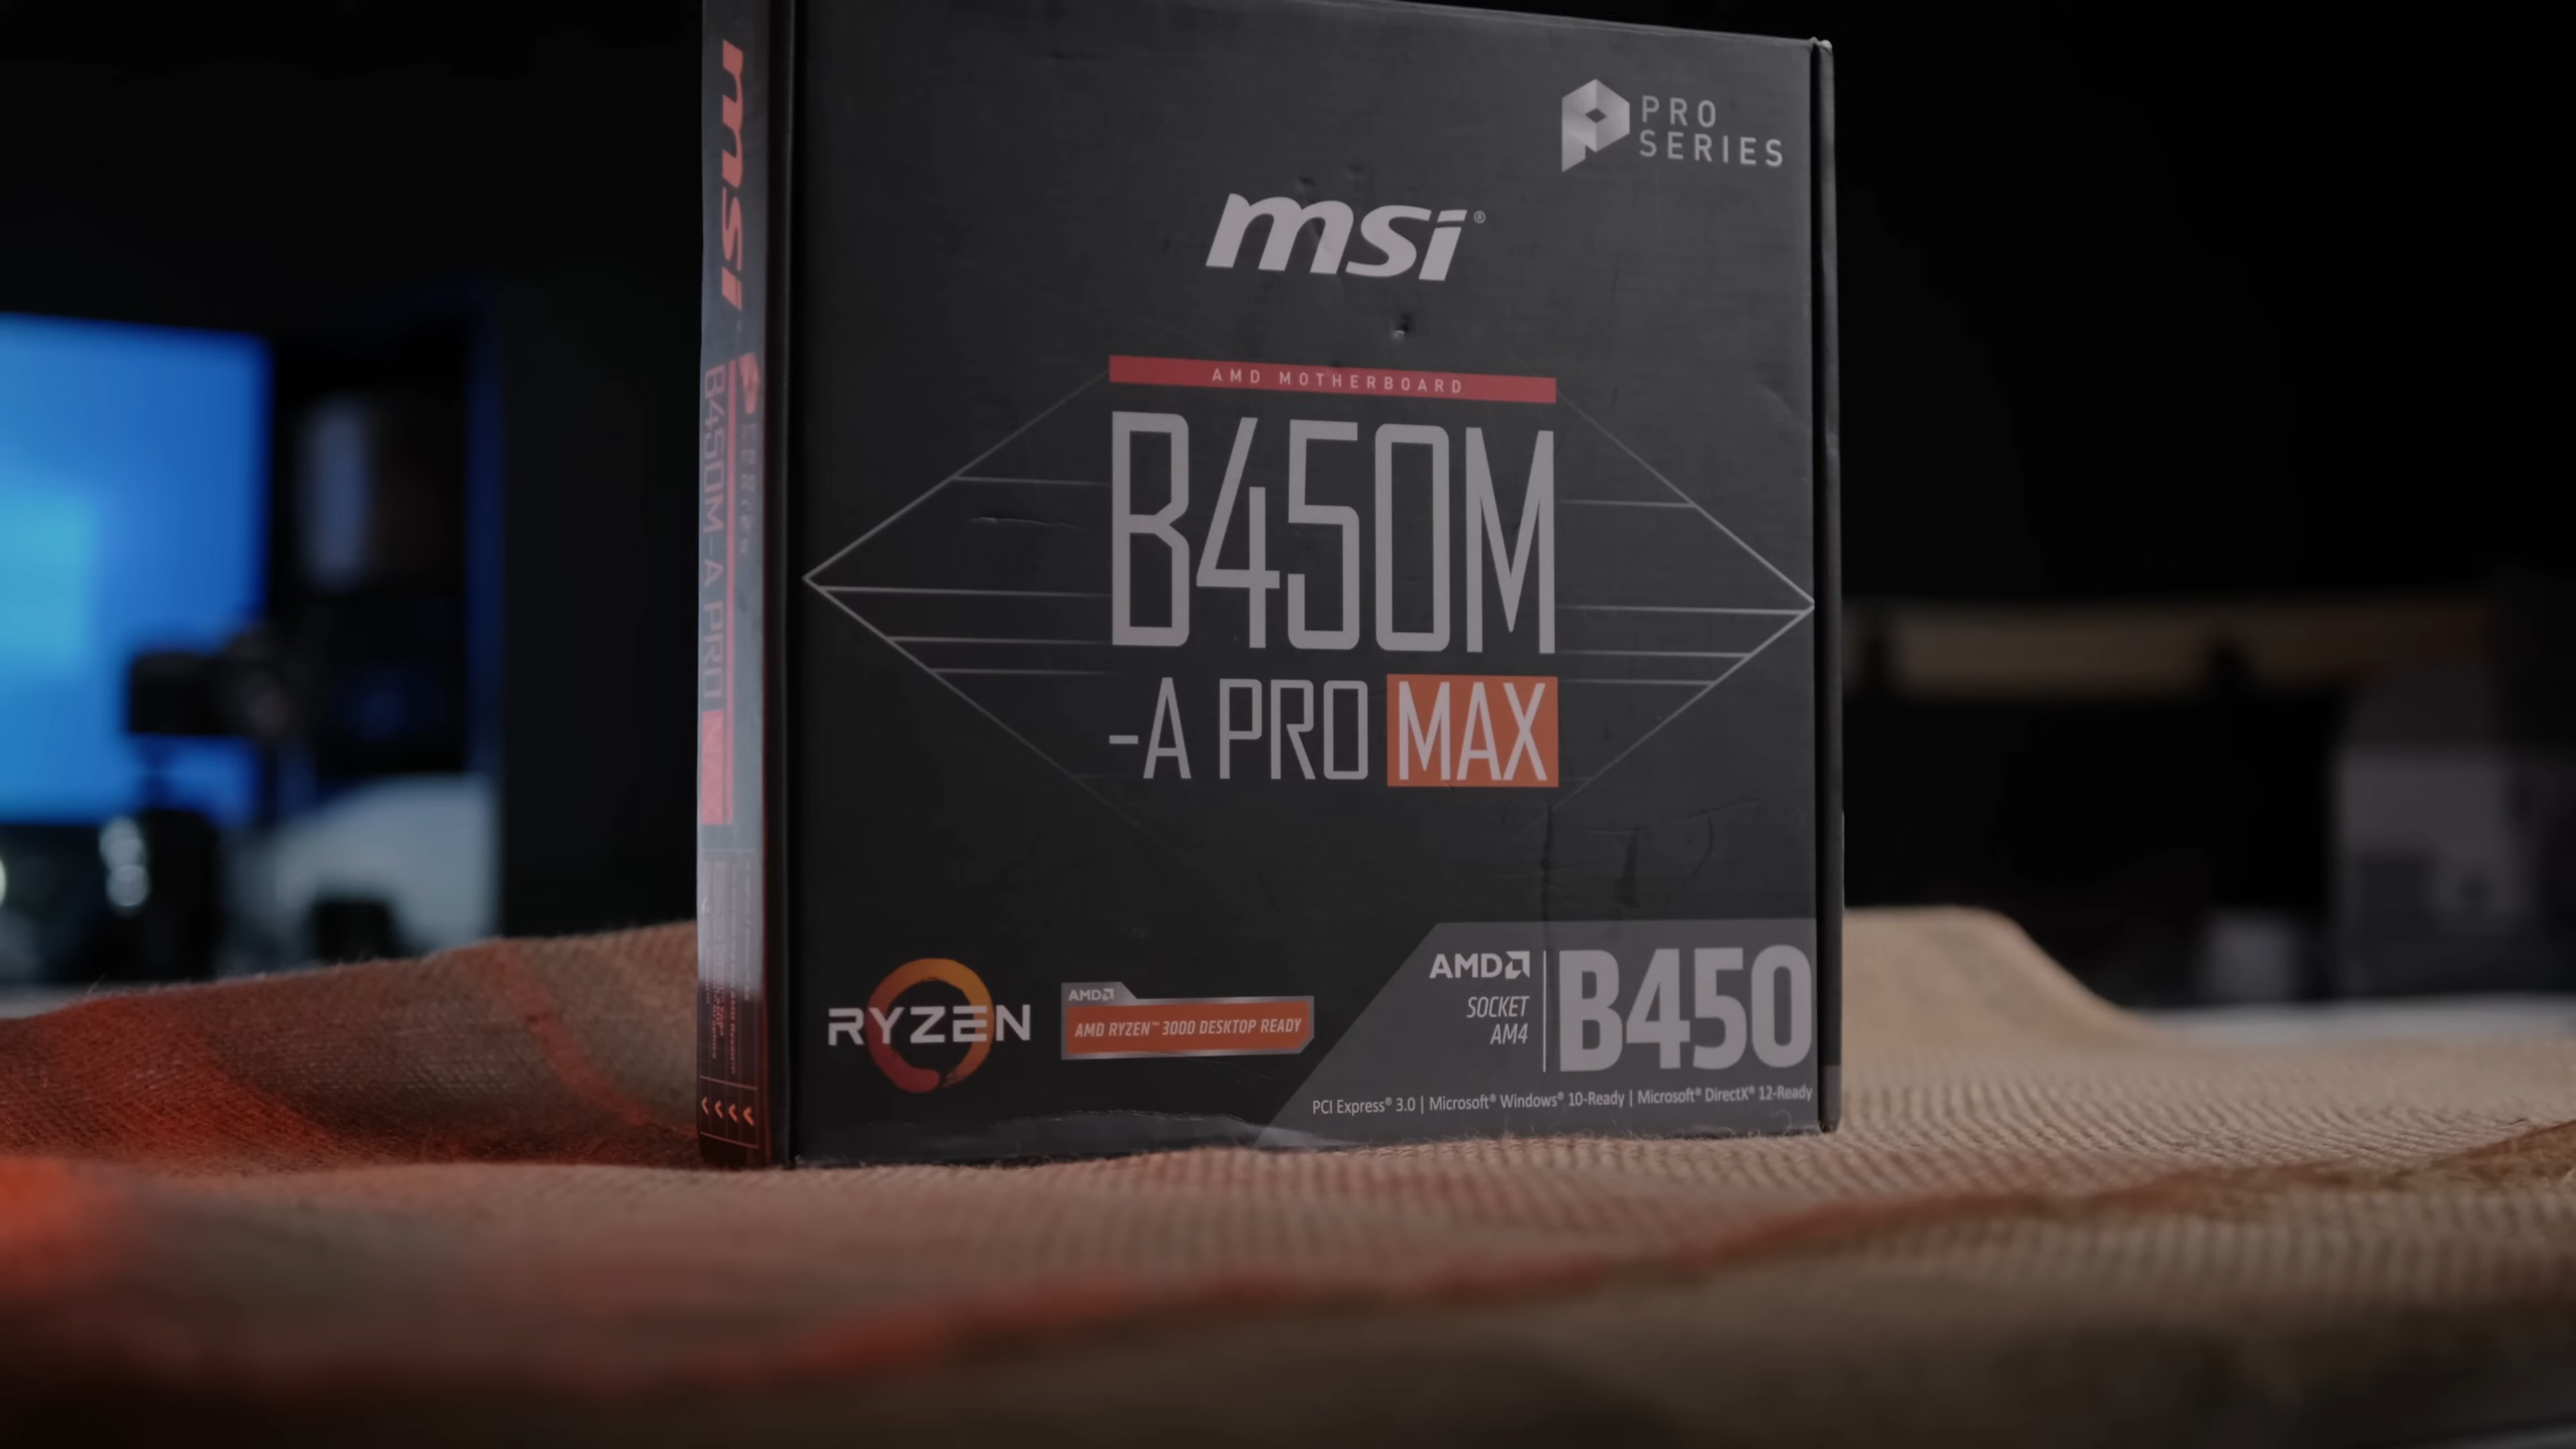 PRO
SERIES
msi®
AMD MOTHERBOARD
B450M
-A PRO MAX
RYZEN
AMD
AMD RYZEN™ 3000 DESKTOP READY
AMD
SOCKET
AM4
B450
PCI Express® 3.0 | Microsoft® Windows® 10-Ready | Microsoft® DirectX® 12-Ready
msi
B450M-A PRO MAX